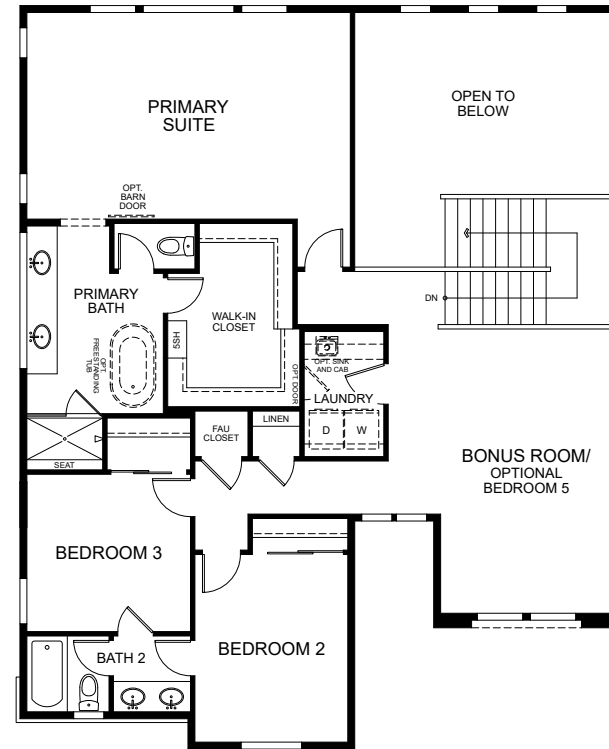 PRIMARY
SUITE
OPEN TO
BELOW
OPT.
BARN
DOOR
PRIMARY
BATH
OPT.
FREESTANDING
TUB
WALK-IN
CLOSET
5SH
DN
OPT. SINK
AND CAB
OPT DOOR
LAUNDRY
D
W
SEAT
FAU
CLOSET
LINEN
BONUS ROOM/
OPTIONAL
BEDROOM 5
BEDROOM 3
BATH 2
BEDROOM 2